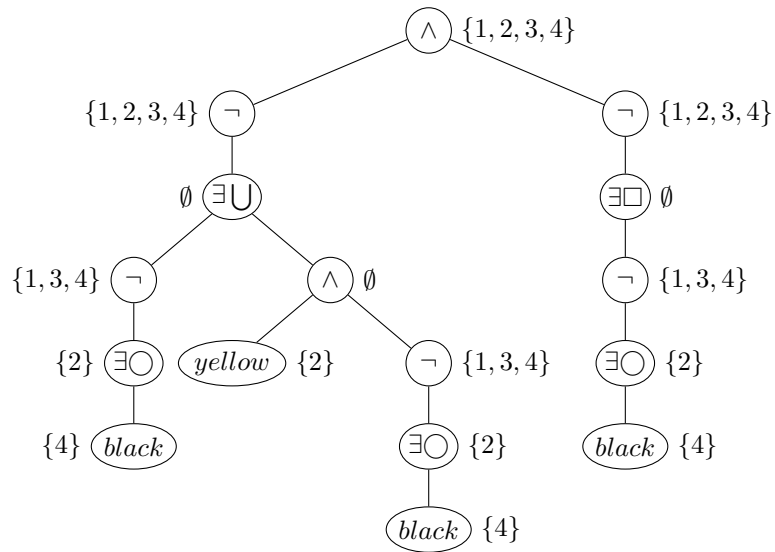 ∧ {1, 2, 3, 4}
{1, 2, 3, 4} ¬ ¬ {1, 2, 3, 4}
∅ ∃⋃ ∃□ ∅
{1, 3, 4} ¬ ∧ ∅ ¬ {1, 3, 4}
{2} ∃◯ yellow {2} ¬ {1, 3, 4} ∃◯ {2}
{4} black ∃◯ {2} black {4}
black {4}